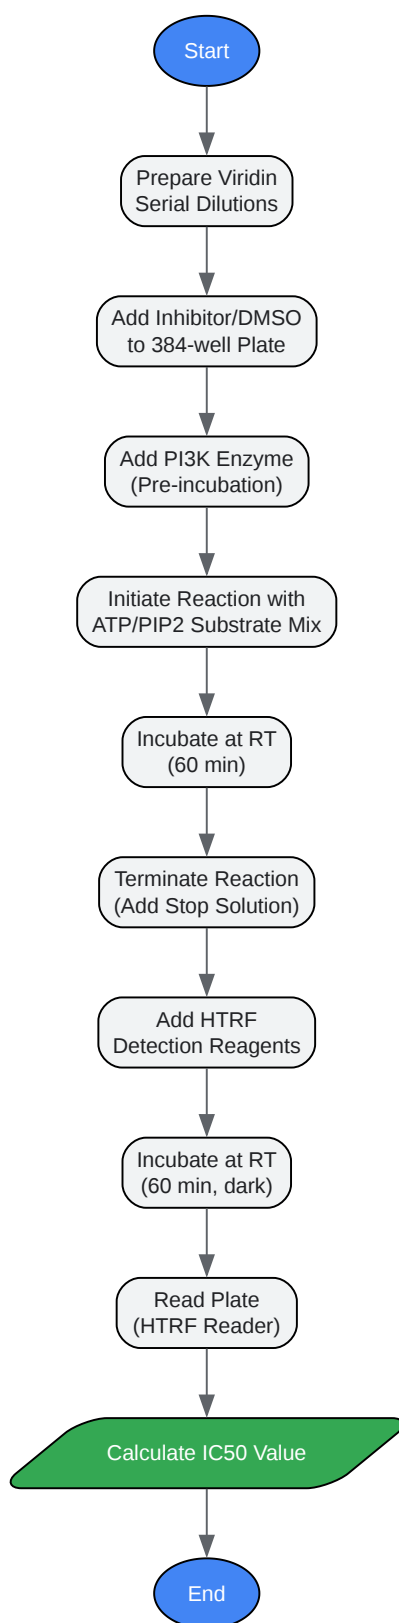 Start
Prepare Viridin
Serial Dilutions
Add Inhibitor/DMSO
to 384-well Plate
Add PI3K Enzyme
(Pre-incubation)
Initiate Reaction with
ATP/PIP2 Substrate Mix
Incubate at RT
(60 min)
Terminate Reaction
(Add Stop Solution)
Add HTRF
Detection Reagents
Incubate at RT
(60 min, dark)
Read Plate
(HTRF Reader)
Calculate IC50 Value
End